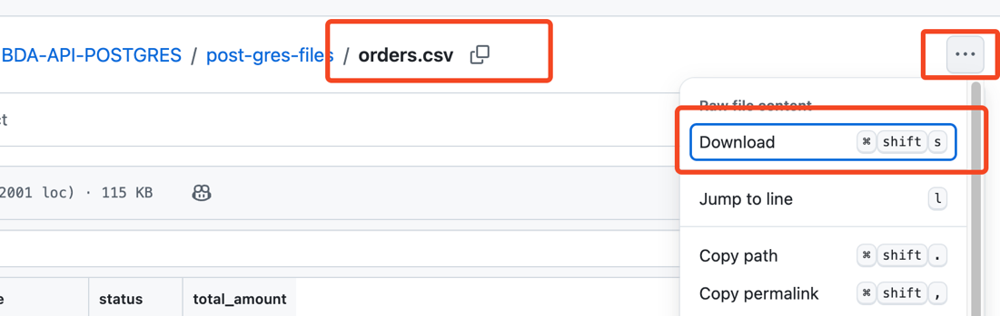 BDA-API-POSTGRES / post-gres-files / orders.csv
...
Raw file content
ct
Download ⌘ shift s
2001 loc) · 115 KB
Jump to line l
Copy path ⌘ shift .
e status total_amount
Copy permalink ⌘ shift ,